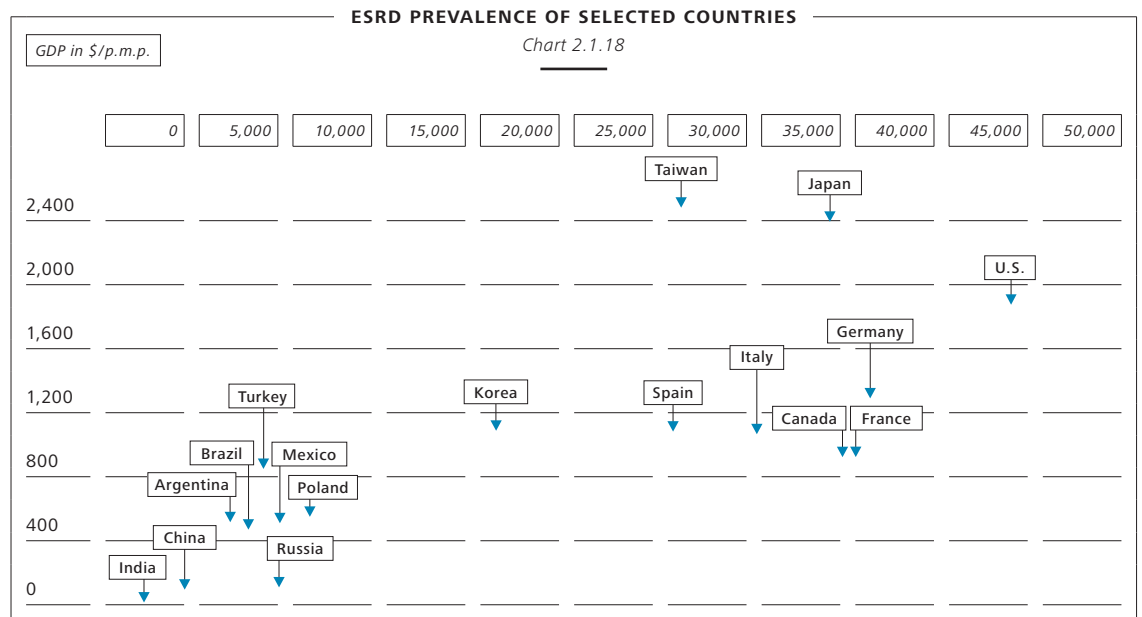 ESRD PREVALENCE OF SELECTED COUNTRIES
Chart 2.1.18
GDP in $/p.m.p.
0 5,000 10,000 15,000 20,000 25,000 30,000 35,000 40,000 45,000 50,000
Taiwan
Japan
2,400
2,000
U.S.
1,600
Germany
Italy
1,200
Turkey
Korea
Spain
Canada
France
800
Brazil
Mexico
Argentina
Poland
400
China
Russia
India
0